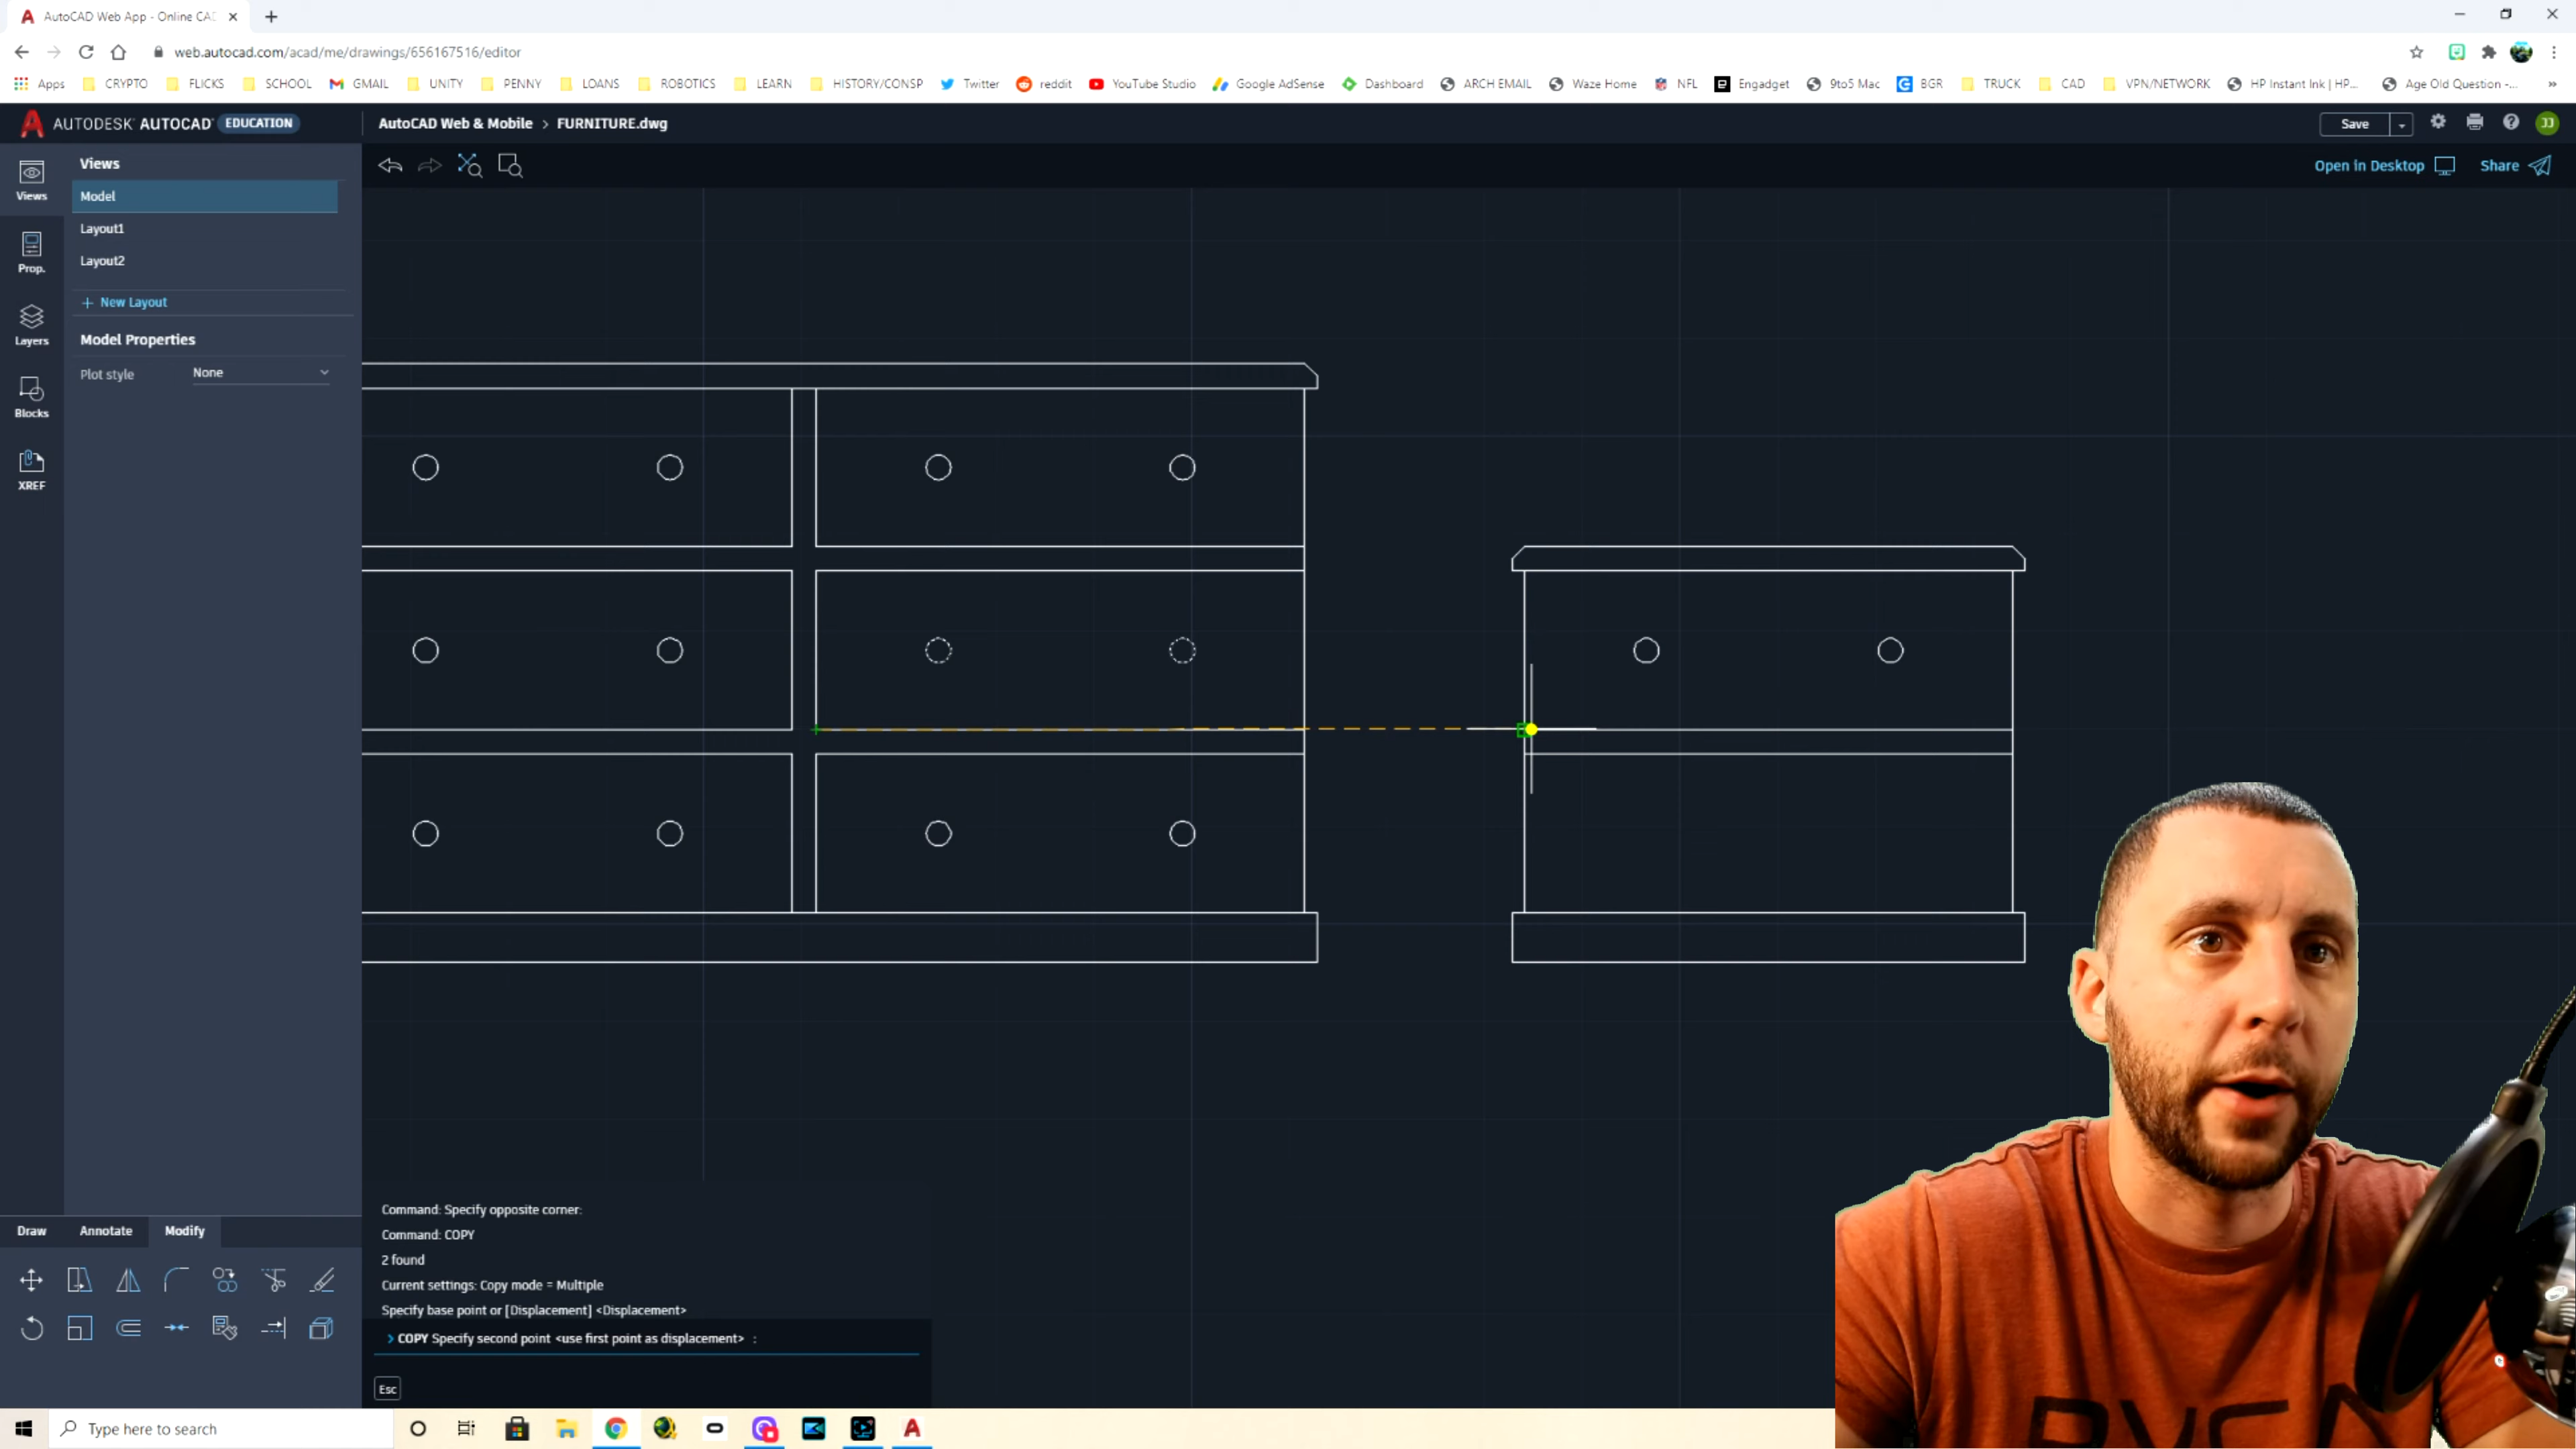 AutoCAD Web App - Online CA
web.autocad.com/acad/me/drawings/656167516/editor
Apps CRYPTO FLICKS SCHOOL GMAIL UNITY PENNY LOANS ROBOTICS LEARN HISTORY/CONSP Twitter reddit YouTube Studio Google AdSense Dashboard ARCH EMAIL Waze Home NFL Engadget 9to5 Mac BGR TRUCK CAD VPN/NETWORK HP Instant Ink | HP... Age Old Question -... »
AUTODESK AUTOCAD EDUCATION AutoCAD Web & Mobile > FURNITURE.dwg Save JJ
Open in Desktop Share
Views
Views
Model
Layout1
Layout2
Prop.
+ New Layout
Layers
Model Properties
Plot style None
Blocks
XREF
Command: Specify opposite corner:
Command: COPY
2 found
Current settings: Copy mode = Multiple
Specify base point or [Displacement] <Displacement>
> COPY Specify second point <use first point as displacement> :
Esc
Draw Annotate Modify
Type here to search